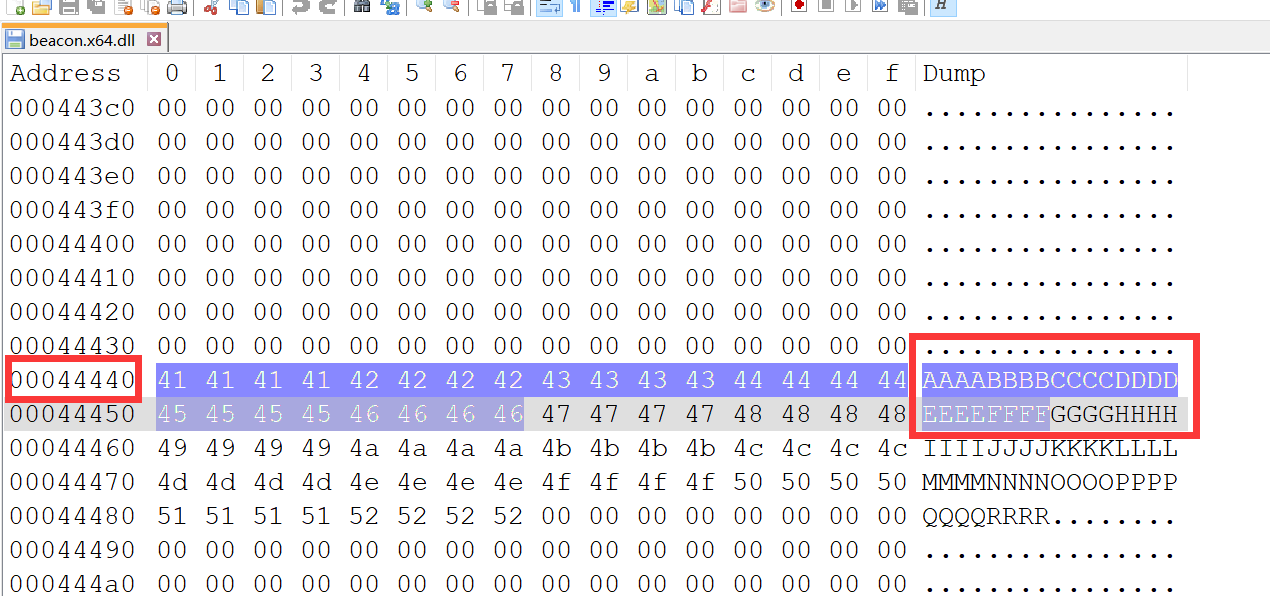 beacon.x64.dll
Address 0 1 2 3 4 5 6 7 8 9 a b c d e f Dump
000443c0 00 00 00 00 00 00 00 00 00 00 00 00 00 00 00 00 ................
000443d0 00 00 00 00 00 00 00 00 00 00 00 00 00 00 00 00 ................
000443e0 00 00 00 00 00 00 00 00 00 00 00 00 00 00 00 00 ................
000443f0 00 00 00 00 00 00 00 00 00 00 00 00 00 00 00 00 ................
00044400 00 00 00 00 00 00 00 00 00 00 00 00 00 00 00 00 ................
00044410 00 00 00 00 00 00 00 00 00 00 00 00 00 00 00 00 ................
00044420 00 00 00 00 00 00 00 00 00 00 00 00 00 00 00 00 ................
00044430 00 00 00 00 00 00 00 00 00 00 00 00 00 00 00 00 ................
00044440 41 41 41 41 42 42 42 42 43 43 43 43 44 44 44 44 AAAABBBBCCCCDDDD
00044450 45 45 45 45 46 46 46 46 47 47 47 47 48 48 48 48 EEEEFFFFGGGGHHHH
00044460 49 49 49 49 4a 4a 4a 4a 4b 4b 4b 4b 4c 4c 4c 4c IIIIJJJJKKKKLLLL
00044470 4d 4d 4d 4d 4e 4e 4e 4e 4f 4f 4f 4f 50 50 50 50 MMMMNNNNOOOOPPPP
00044480 51 51 51 51 52 52 52 52 00 00 00 00 00 00 00 00 QQQQRRRR........
00044490 00 00 00 00 00 00 00 00 00 00 00 00 00 00 00 00 ................
000444a0 00 00 00 00 00 00 00 00 00 00 00 00 00 00 00 00 ................